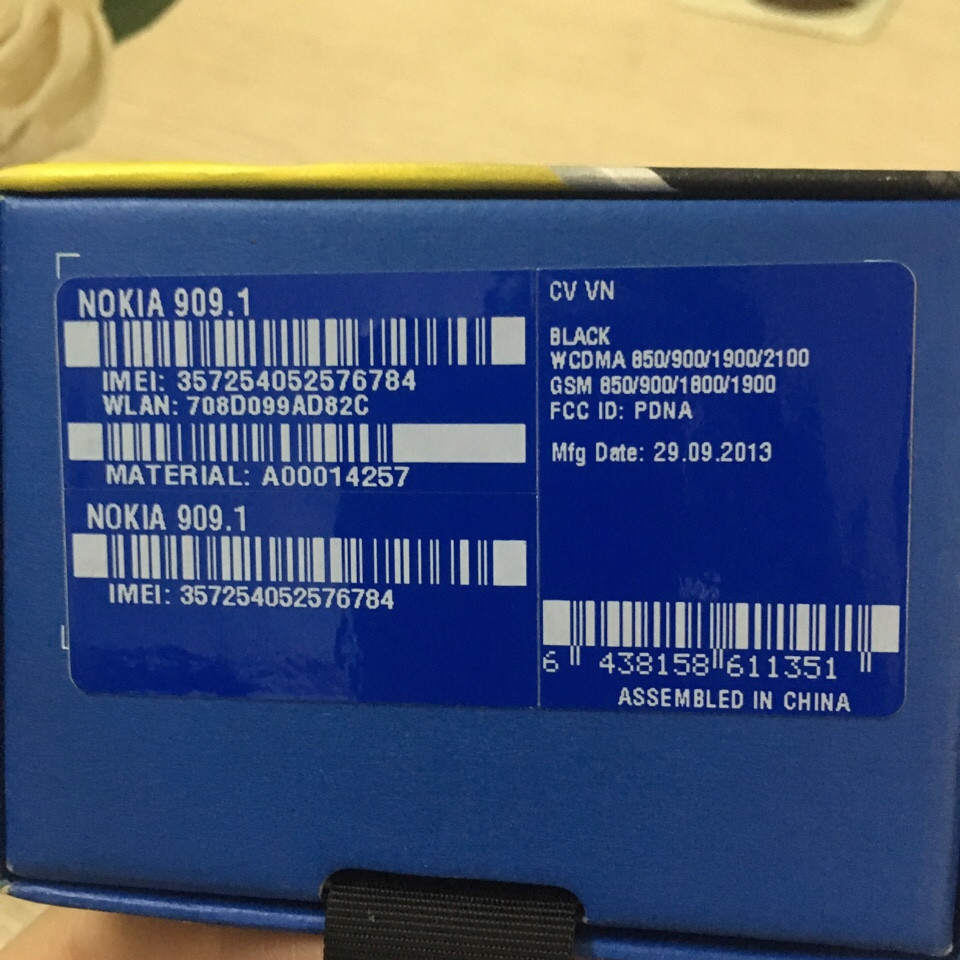 NOKIA 909.1
IMEI: 357254052576784
WLAN: 708D099AD82C
MATERIAL: A00014257
NOKIA 909.1
IMEI: 357254052576784
CV VN
BLACK
WCDMA 850/900/1900/2100
GSM 850/900/1800/1900
FCC ID: PDNA
Mfg Date: 29.09.2013
6 438158 611351
ASSEMBLED IN CHINA